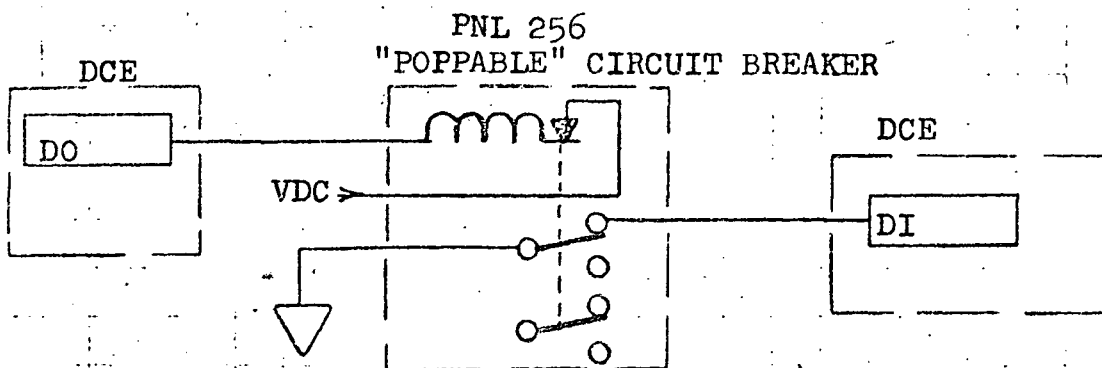 PNL 256
"POPPABLE" CIRCUIT BREAKER
DCE
DO
DCE
VDC
DI